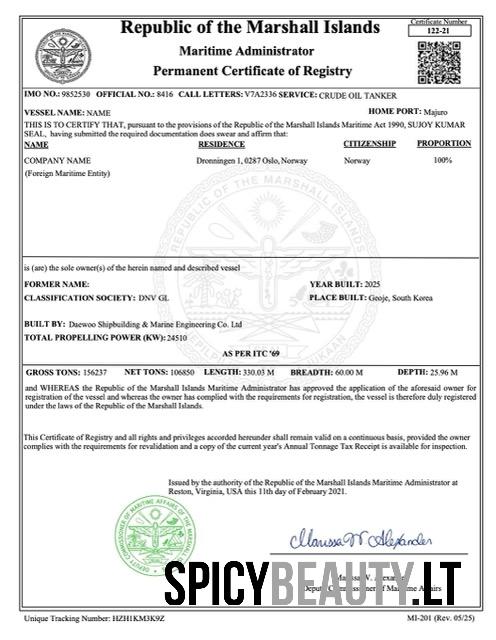 Republic of the Marshall Islands
Maritime Administrator
Permanent Certificate of Registry
Certificate Number
122-21
IMO NO.: 9852530 OFFICIAL NO.: 8416 CALL LETTERS: V7A2336 SERVICE: CRUDE OIL TANKER
VESSEL NAME: NAME HOME PORT: Majuro
THIS IS TO CERTIFY THAT, pursuant to the provisions of the Republic of the Marshall Islands Maritime Act 1990, SUJOY KUMAR
SEAL, having submitted the required documentation does swear and affirm that:
NAME RESIDENCE CITIZENSHIP PROPORTION
COMPANY NAME Dronningen 1, 0287 Oslo, Norway Norway 100%
(Foreign Maritime Entity)
is (are) the sole owner(s) of the herein named and described vessel
FORMER NAME: YEAR BUILT: 2025
CLASSIFICATION SOCIETY: DNV GL PLACE BUILT: Geoje, South Korea
BUILT BY: Daewoo Shipbuilding & Marine Engineering Co. Ltd
TOTAL PROPELLING POWER (KW): 24510
AS PER ITC '69
GROSS TONS: 156237 NET TONS: 106850 LENGTH: 330.03 M BREADTH: 60.00 M DEPTH: 25.96 M
and WHEREAS the Republic of the Marshall Islands Maritime Administrator has approved the application of the aforesaid owner for
registration of the vessel and whereas the owner has complied with the requirements for registration, the vessel is therefore duly registered
under the laws of the Republic of the Marshall Islands.
This Certificate of Registry and all rights and privileges accorded hereunder shall remain valid on a continuous basis, provided the owner
complies with the requirements for revalidation and a copy of the current year's Annual Tonnage Tax Receipt is available for inspection.
Issued by the authority of the Republic of the Marshall Islands Maritime Administrator at
Reston, Virginia, USA this 11th day of February 2021.
Marissa W Alexander
Deputy Commissioner of Maritime Affairs
SPICYBEAUTY.LT
Unique Tracking Number: HZH1KM3K9Z MI-201 (Rev. 05/25)